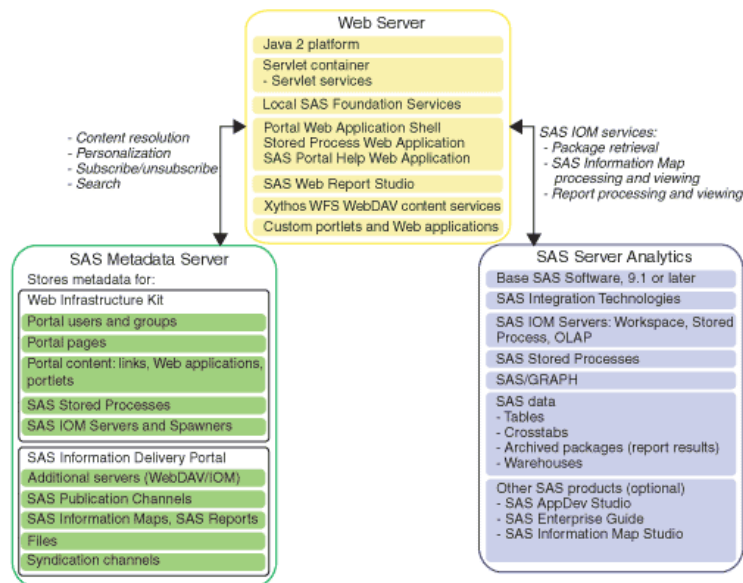 Web Server
Java 2 platform
Servlet container
- Servlet services
Local SAS Foundation Services
Portal Web Application Shell
Stored Process Web Application
SAS Portal Help Web Application
SAS Web Report Studio
Xythos WFS WebDAV content services
Custom portlets and Web applications
- Content resolution
- Personalization
- Subscribe/unsubscribe
- Search
SAS IOM services:
- Package retrieval
- SAS Information Map
processing and viewing
- Report processing and viewing
SAS Metadata Server
Stores metadata for:
Web Infrastructure Kit
Portal users and groups
Portal pages
Portal content: links, Web applications,
portlets
SAS Stored Processes
SAS IOM Servers and Spawners
SAS Information Delivery Portal
Additional servers (WebDAV/IOM)
SAS Publication Channels
SAS Information Maps, SAS Reports
Files
Syndication channels
SAS Server Analytics
Base SAS Software, 9.1 or later
SAS Integration Technologies
SAS IOM Servers: Workspace, Stored
Process, OLAP
SAS Stored Processes
SAS/GRAPH
SAS data
- Tables
- Crosstabs
- Archived packages (report results)
- Warehouses
Other SAS products (optional)
- SAS AppDev Studio
- SAS Enterprise Guide
- SAS Information Map Studio